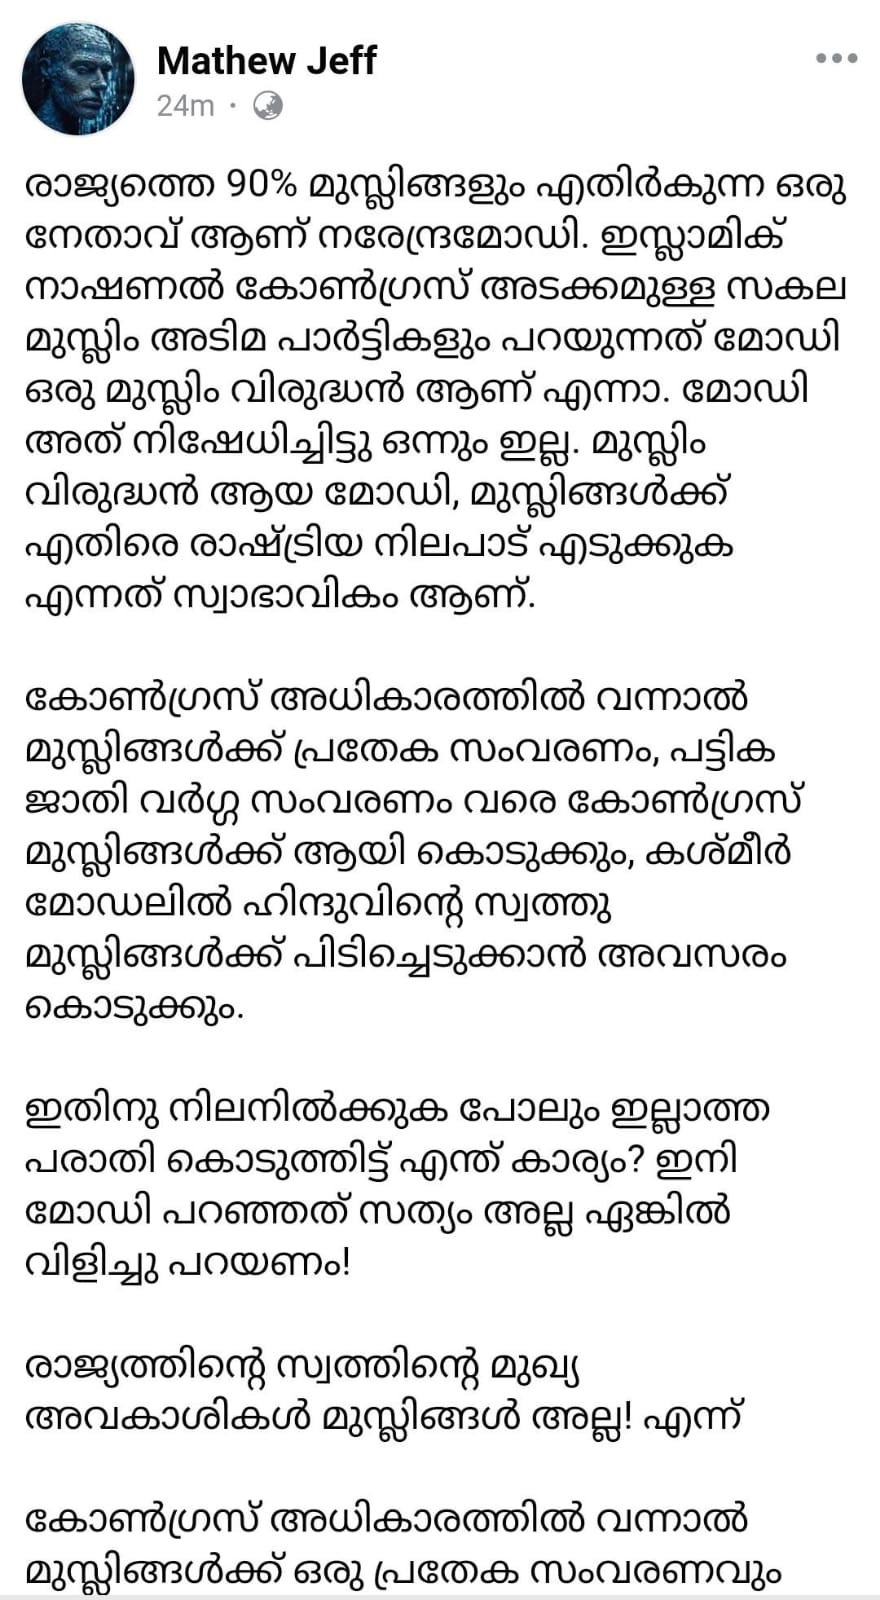 Mathew Jeff
24m ·
രാജ്യത്തെ 90% മുസ്ലിങ്ങളും എതിർകുന്ന ഒരു
നേതാവ് ആണ് നരേന്ദ്രമോഡി. ഇസ്ലാമിക്
നാഷണൽ കോൺഗ്രസ് അടക്കമുള്ള സകല
മുസ്ലിം അടിമ പാർട്ടികളും പറയുന്നത് മോഡി
ഒരു മുസ്ലിം വിരുദ്ധൻ ആണ് എന്നാ. മോഡി
അത് നിഷേധിച്ചിട്ടു ഒന്നും ഇല്ല. മുസ്ലിം
വിരുദ്ധൻ ആയ മോഡി, മുസ്ലിങ്ങൾക്ക്
എതിരെ രാഷ്ട്രിയ നിലപാട് എടുക്കുക
എന്നത് സ്വാഭാവികം ആണ്.
കോൺഗ്രസ് അധികാരത്തിൽ വന്നാൽ
മുസ്ലിങ്ങൾക്ക് പ്രതേക സംവരണം, പട്ടിക
ജാതി വർഗ്ഗ സംവരണം വരെ കോൺഗ്രസ്
മുസ്ലിങ്ങൾക്ക് ആയി കൊടുക്കും, കശ്മീർ
മോഡലിൽ ഹിന്ദുവിന്റെ സ്വത്തു
മുസ്ലിങ്ങൾക്ക് പിടിച്ചെടുക്കാൻ അവസരം
കൊടുക്കും.
ഇതിനു നിലനിൽക്കുക പോലും ഇല്ലാത്ത
പരാതി കൊടുത്തിട്ട് എന്ത് കാര്യം? ഇനി
മോഡി പറഞ്ഞത് സത്യം അല്ല ഏങ്കിൽ
വിളിച്ചു പറയണം!
രാജ്യത്തിന്റെ സ്വത്തിന്റെ മുഖ്യ
അവകാശികൾ മുസ്ലിങ്ങൾ അല്ല! എന്ന്
കോൺഗ്രസ് അധികാരത്തിൽ വന്നാൽ
മുസ്ലിങ്ങൾക്ക് ഒരു പ്രതേക സംവരണവും